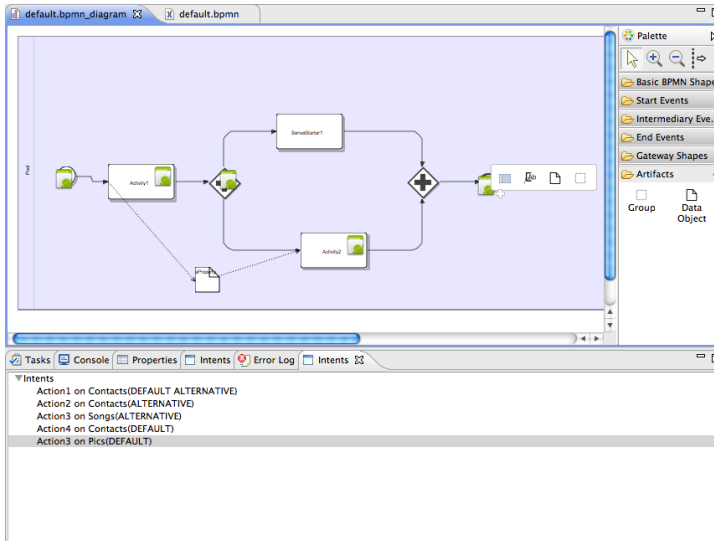 default.bpmn_diagram
default.bpmn
Palette
Basic BPMN Shape
Start Events
Intermediary Eve..
End Events
Gateway Shapes
Artifacts
Group
Data
Object
Pool
ServeStarter1
Activity1
Activity2
Tasks
Console
Properties
Intents
Error Log
Intents
Intents
Action1 on Contacts(DEFAULT ALTERNATIVE)
Action2 on Contacts(ALTERNATIVE)
Action3 on Songs(ALTERNATIVE)
Action4 on Contacts(DEFAULT)
Action3 on Pics(DEFAULT)